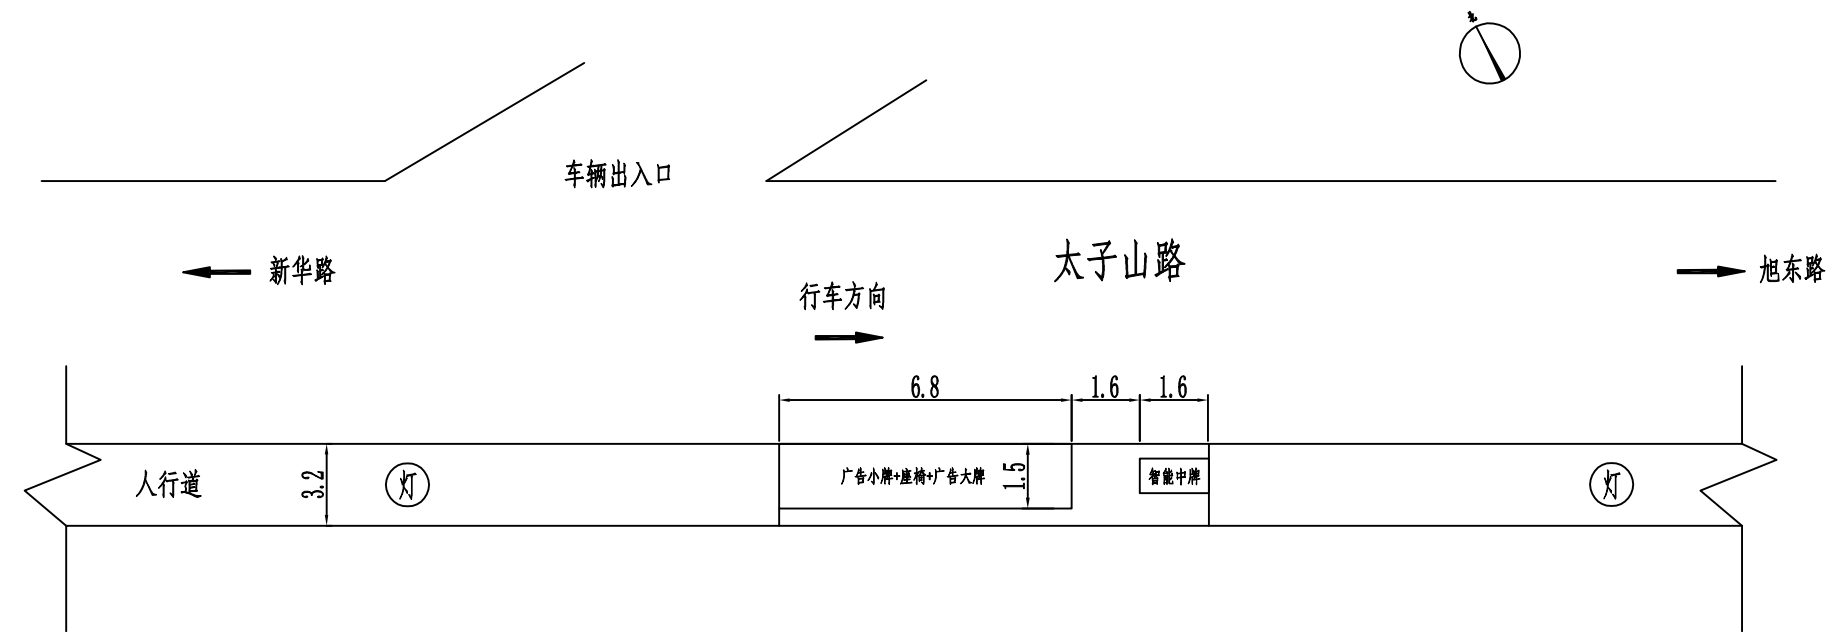 北
车辆出入口
太子山路
新华路
旭东路
行车方向
6.8
1.6
1.6
人行道
3.2
灯
广告小牌+座椅+广告大牌
1.5
智能中牌
灯